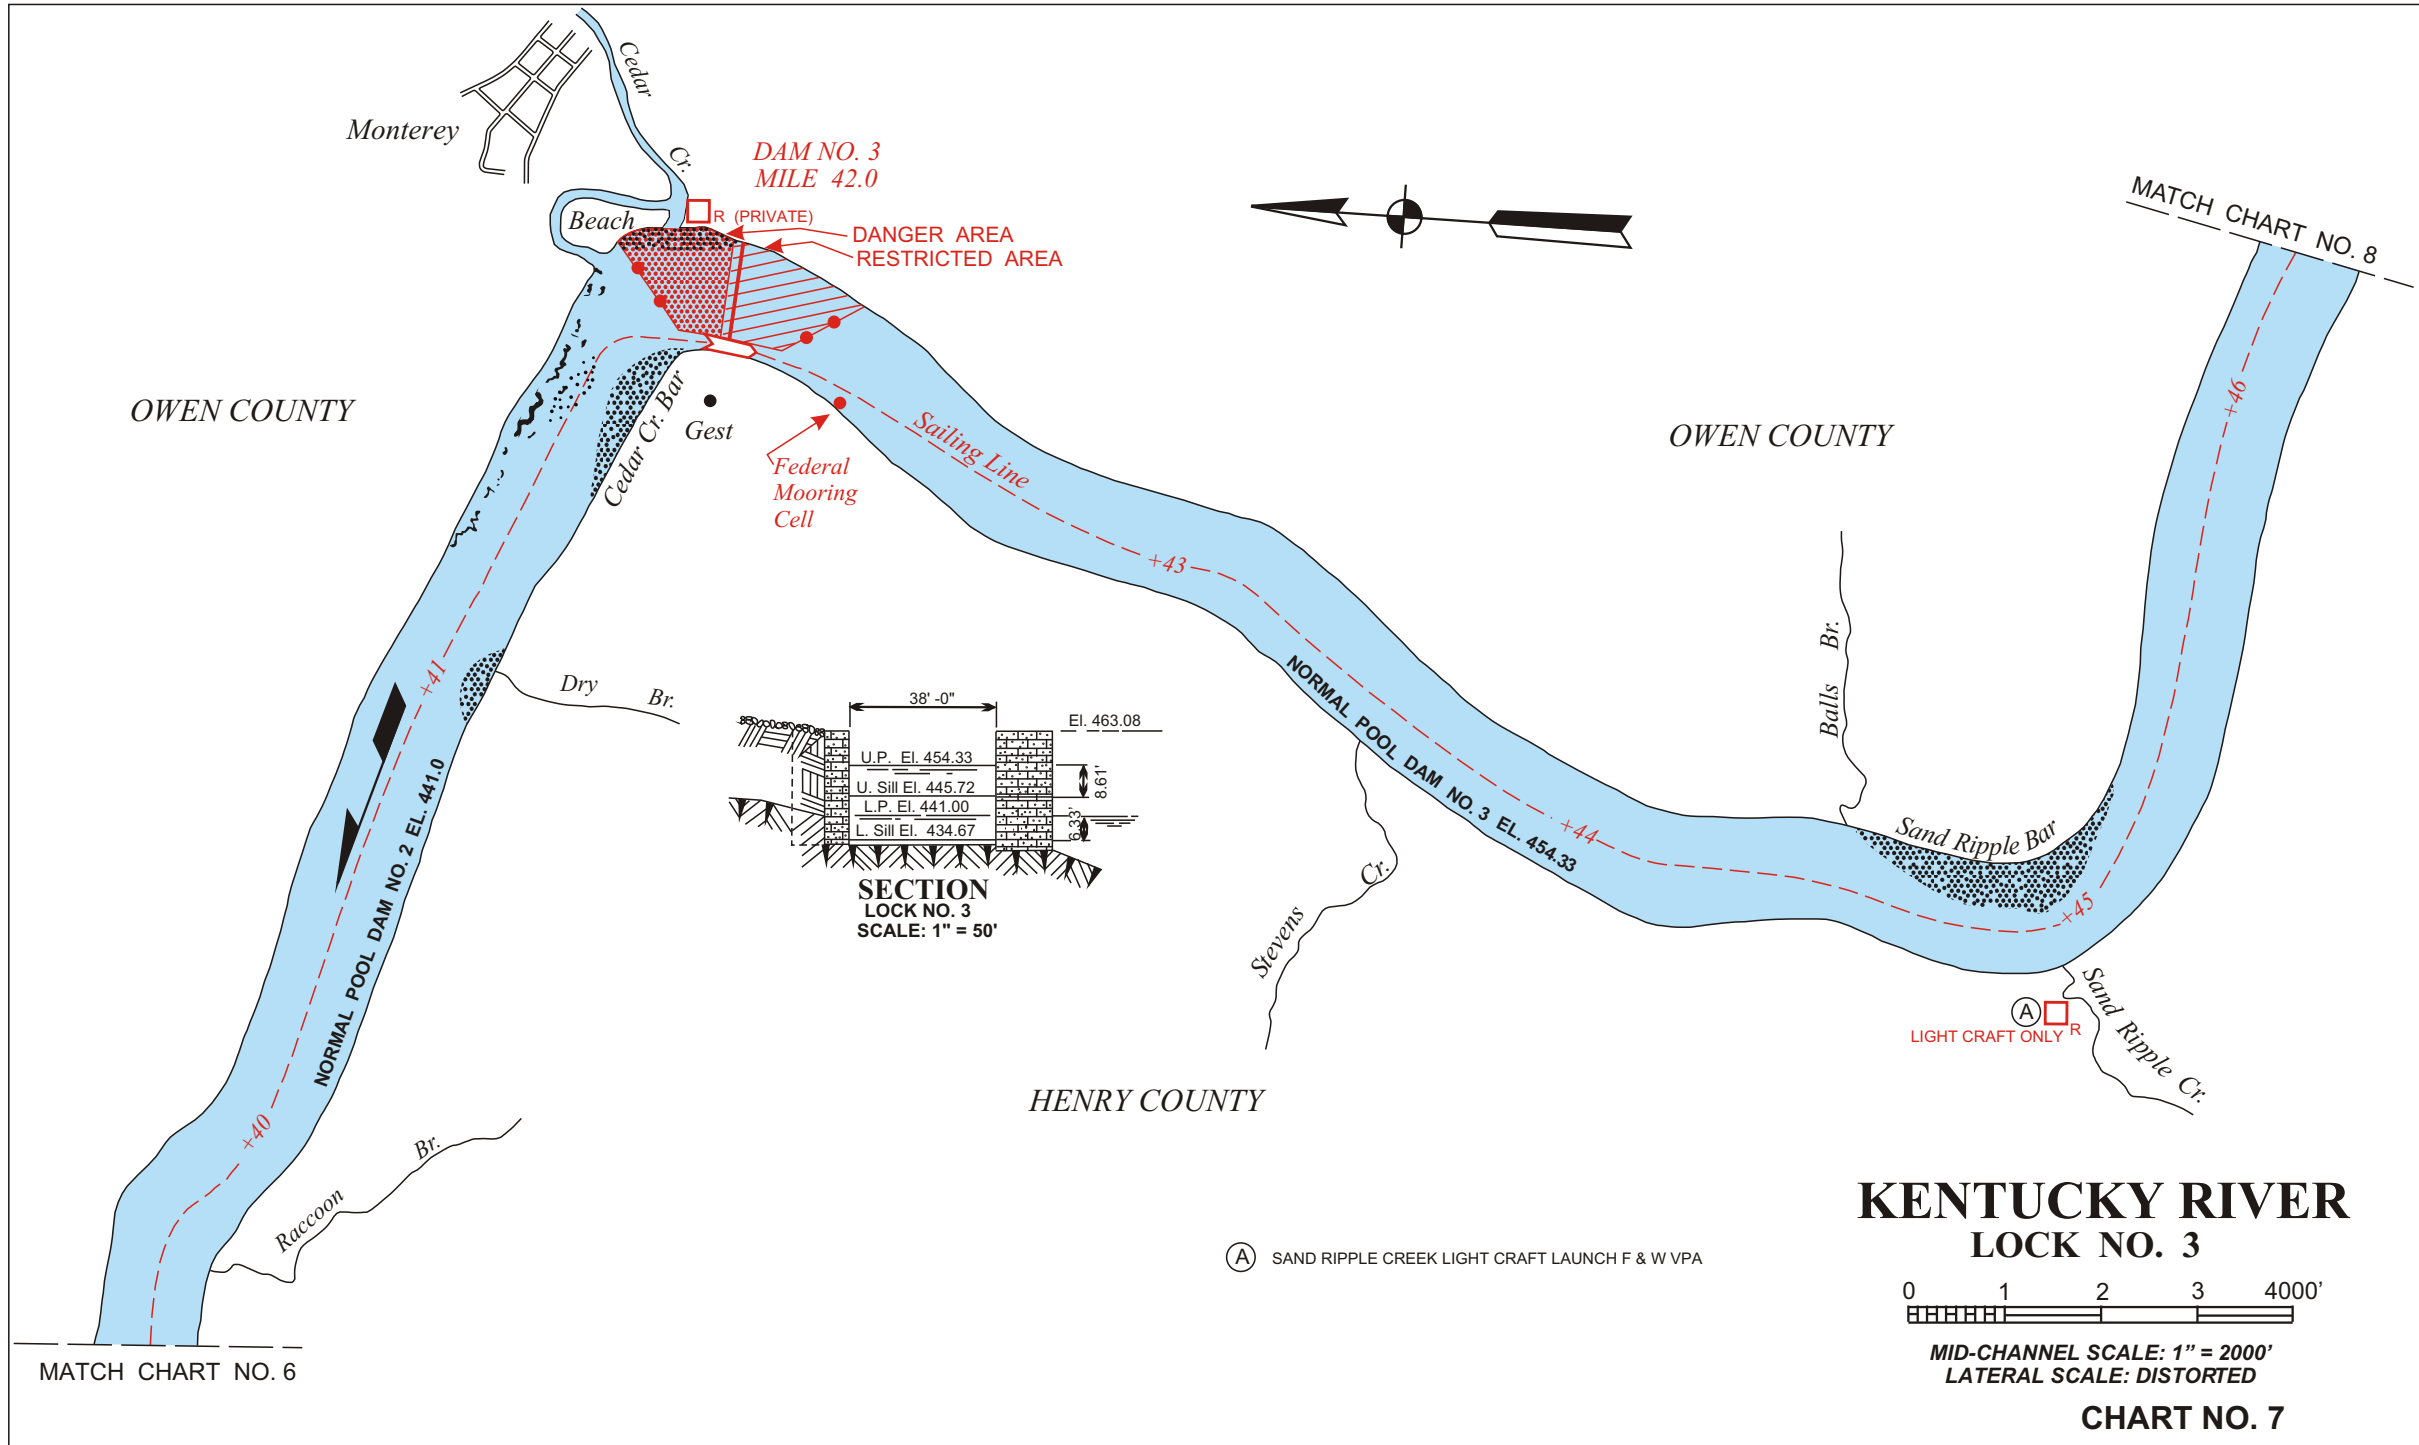 Cedar
Cr.
Monterey
DAM NO. 3
MILE 42.0
Beach
R (PRIVATE)
DANGER AREA
RESTRICTED AREA
MATCH CHART NO. 8
OWEN COUNTY
Cedar Cr. Bar
Gest
Federal
Mooring
Cell
Sailing Line
OWEN COUNTY
+46
+43
+41
Dry Br.
NORMAL POOL DAM NO. 2 EL. 441.0
38' -0"
El. 463.08
U.P. El. 454.33
U. Sill El. 445.72
L.P. El. 441.00
L. Sill El. 434.67
8.61'
6.33'
SECTION
LOCK NO. 3
SCALE: 1" = 50'
NORMAL POOL DAM NO. 3 EL. 454.33
Balls Br.
+44
Sand Ripple Bar
+45
Stevens Cr.
A
LIGHT CRAFT ONLY R
Sand Ripple Cr.
HENRY COUNTY
+40
Raccoon Br.
MATCH CHART NO. 6
A SAND RIPPLE CREEK LIGHT CRAFT LAUNCH F & W VPA
KENTUCKY RIVER
LOCK NO. 3
0 1 2 3 4000’
MID-CHANNEL SCALE: 1” = 2000’
LATERAL SCALE: DISTORTED
CHART NO. 7